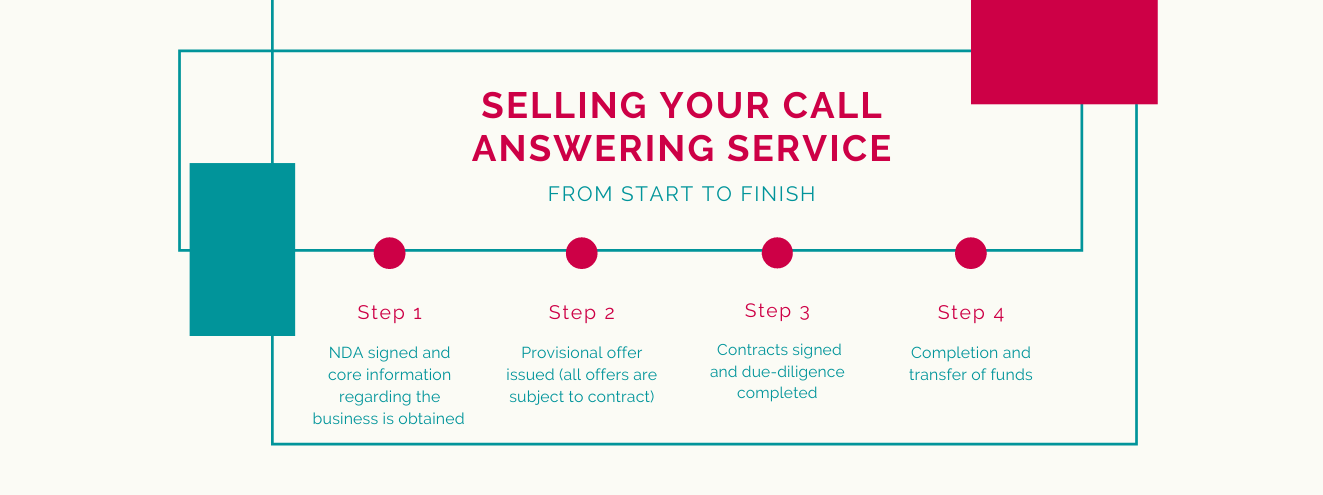 SELLING YOUR CALL
ANSWERING SERVICE
FROM START TO FINISH
Step 1
NDA signed and
core information
regarding the
business is obtained
Step 2
Provisional offer
issued (all offers are
subject to contract)
Step 3
Contracts signed
and due-diligence
completed
Step 4
Completion and
transfer of funds